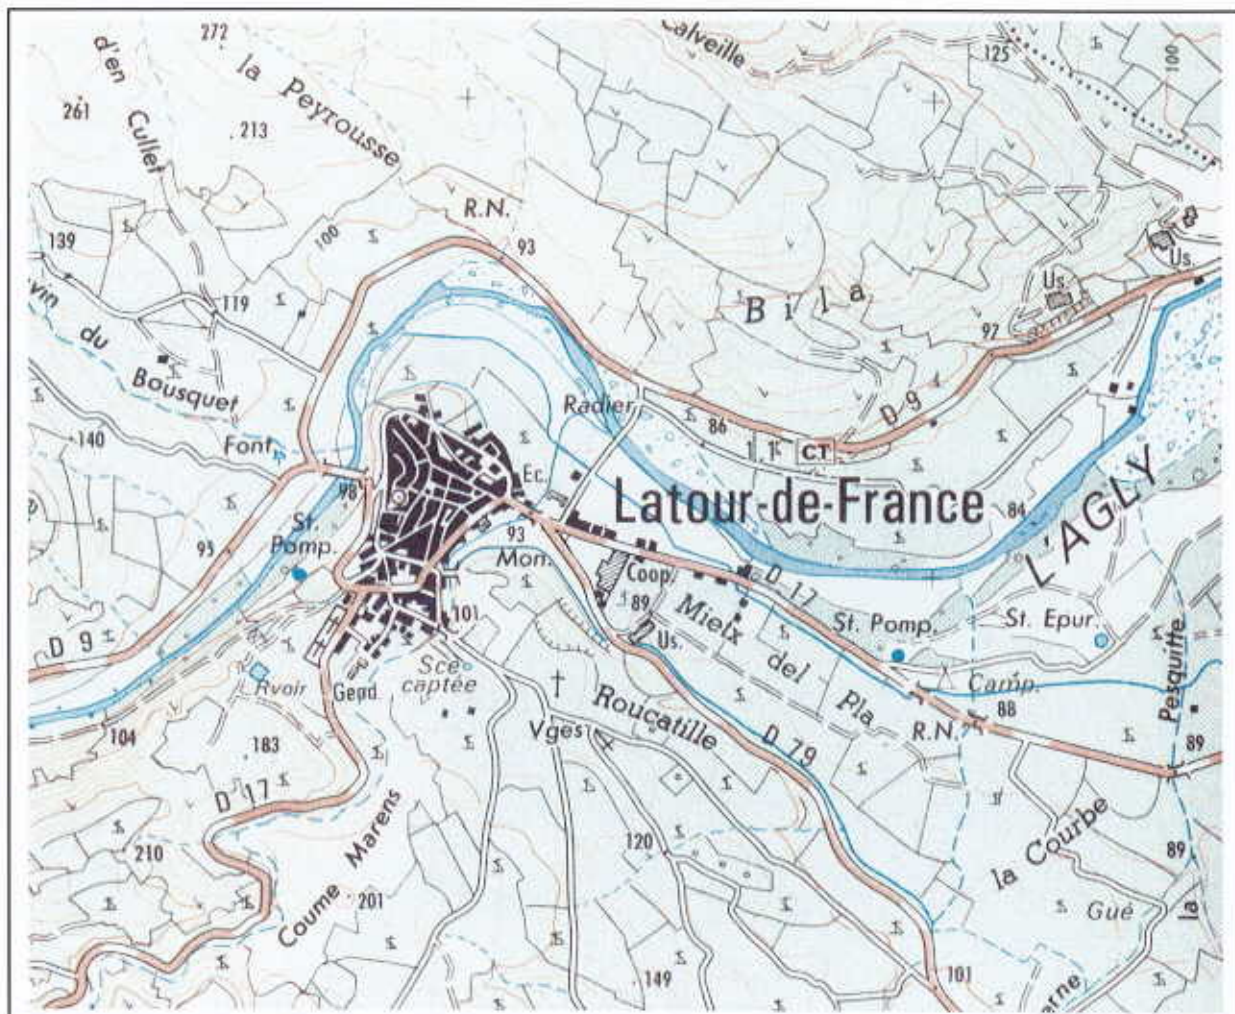 272
d'en Cullet
la Peyrousse
Calveille
125
100
261
213
R.N.
93
139
100
119
Us.
Us.
Bila
92
D 9
vin du Bousquet
Radier
86
CT
140
Font
98
Ec.
Latour-de-France
84
L'AGLY
95
St. Pomp.
93
Mon.
Coop.
89
D 17
Mielx del Pla
St. Pomp.
St. Epur.
101
Us.
D 9
Rvoir
Gend.
Sce captée
Roucatille
Camp.
88
R.N.
Pesquitte
89
104
183
Vges
D 79
D 17
Coume Marens
210
201
120
la Courbe
89
Gué
la
149
101
erne